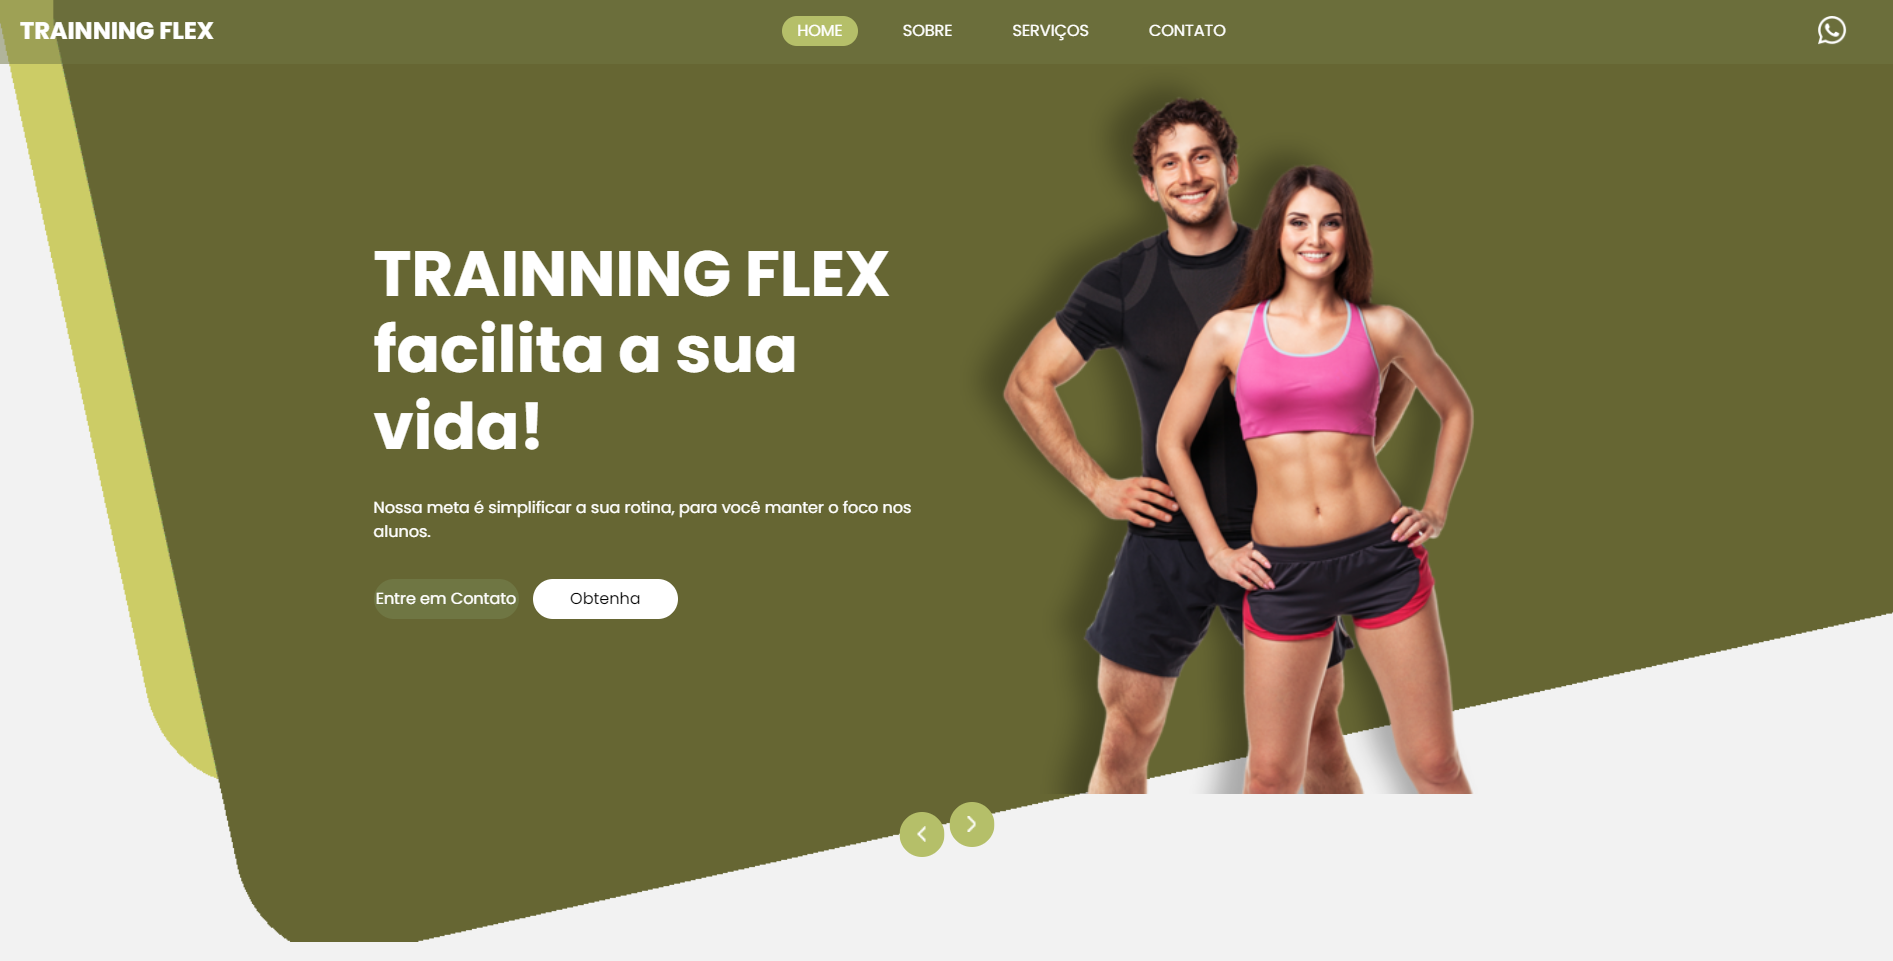 TRAINNING FLEX
HOME
SOBRE
SERVIÇOS
CONTATO
TRAINNING FLEX
facilita a sua
vida!
Nossa meta é simplificar a sua rotina, para você manter o foco nos
alunos.
Entre em Contato
Obtenha